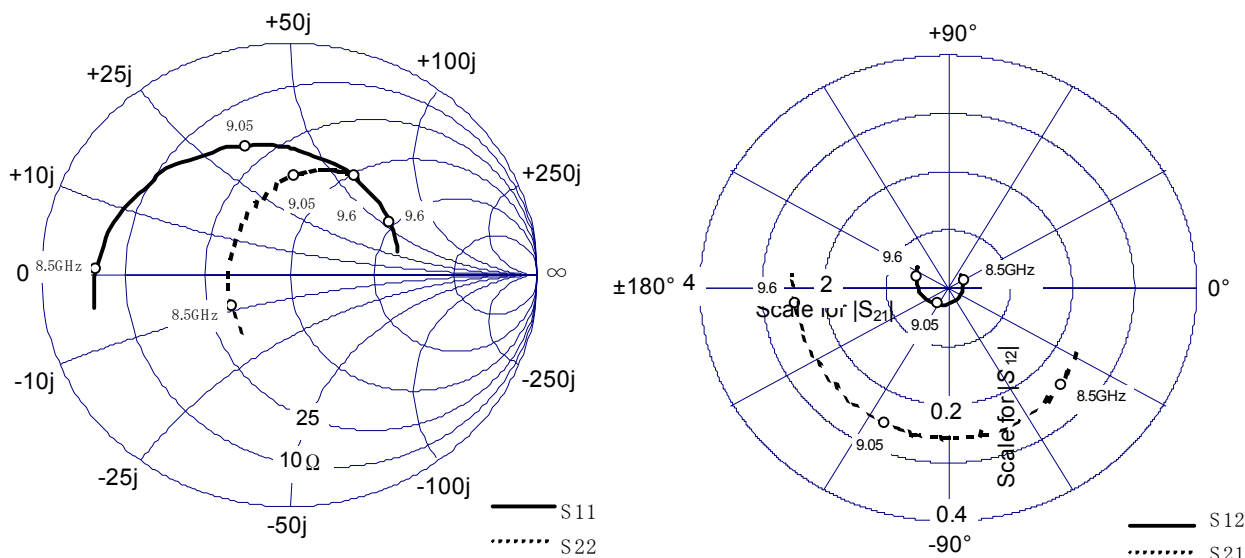 +50j
+25j
+100j
9.05
+10j
+250j
9.05
9.6
9.6
0
8.5GHz
∞
8.5GHz
-10j
-250j
25
10Ω
-25j
-100j
-50j
S11
S22
+90°
9.6
8.5GHz
±180°
4
9.6
2
0°
Scale for |S21|
9.05
Scale for |S12|
8.5GHz
0.2
9.05
0.4
-90°
S12
S21